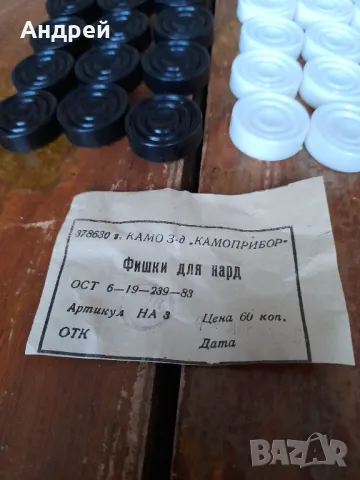 Андрей
378630 г. КАМО З-д „КАМОПРИБОР"
Фишки для нард
ОСТ 6—19—239—83
Артикул НА 3 Цена 60 коп.
ОТК Дата
BAZAR